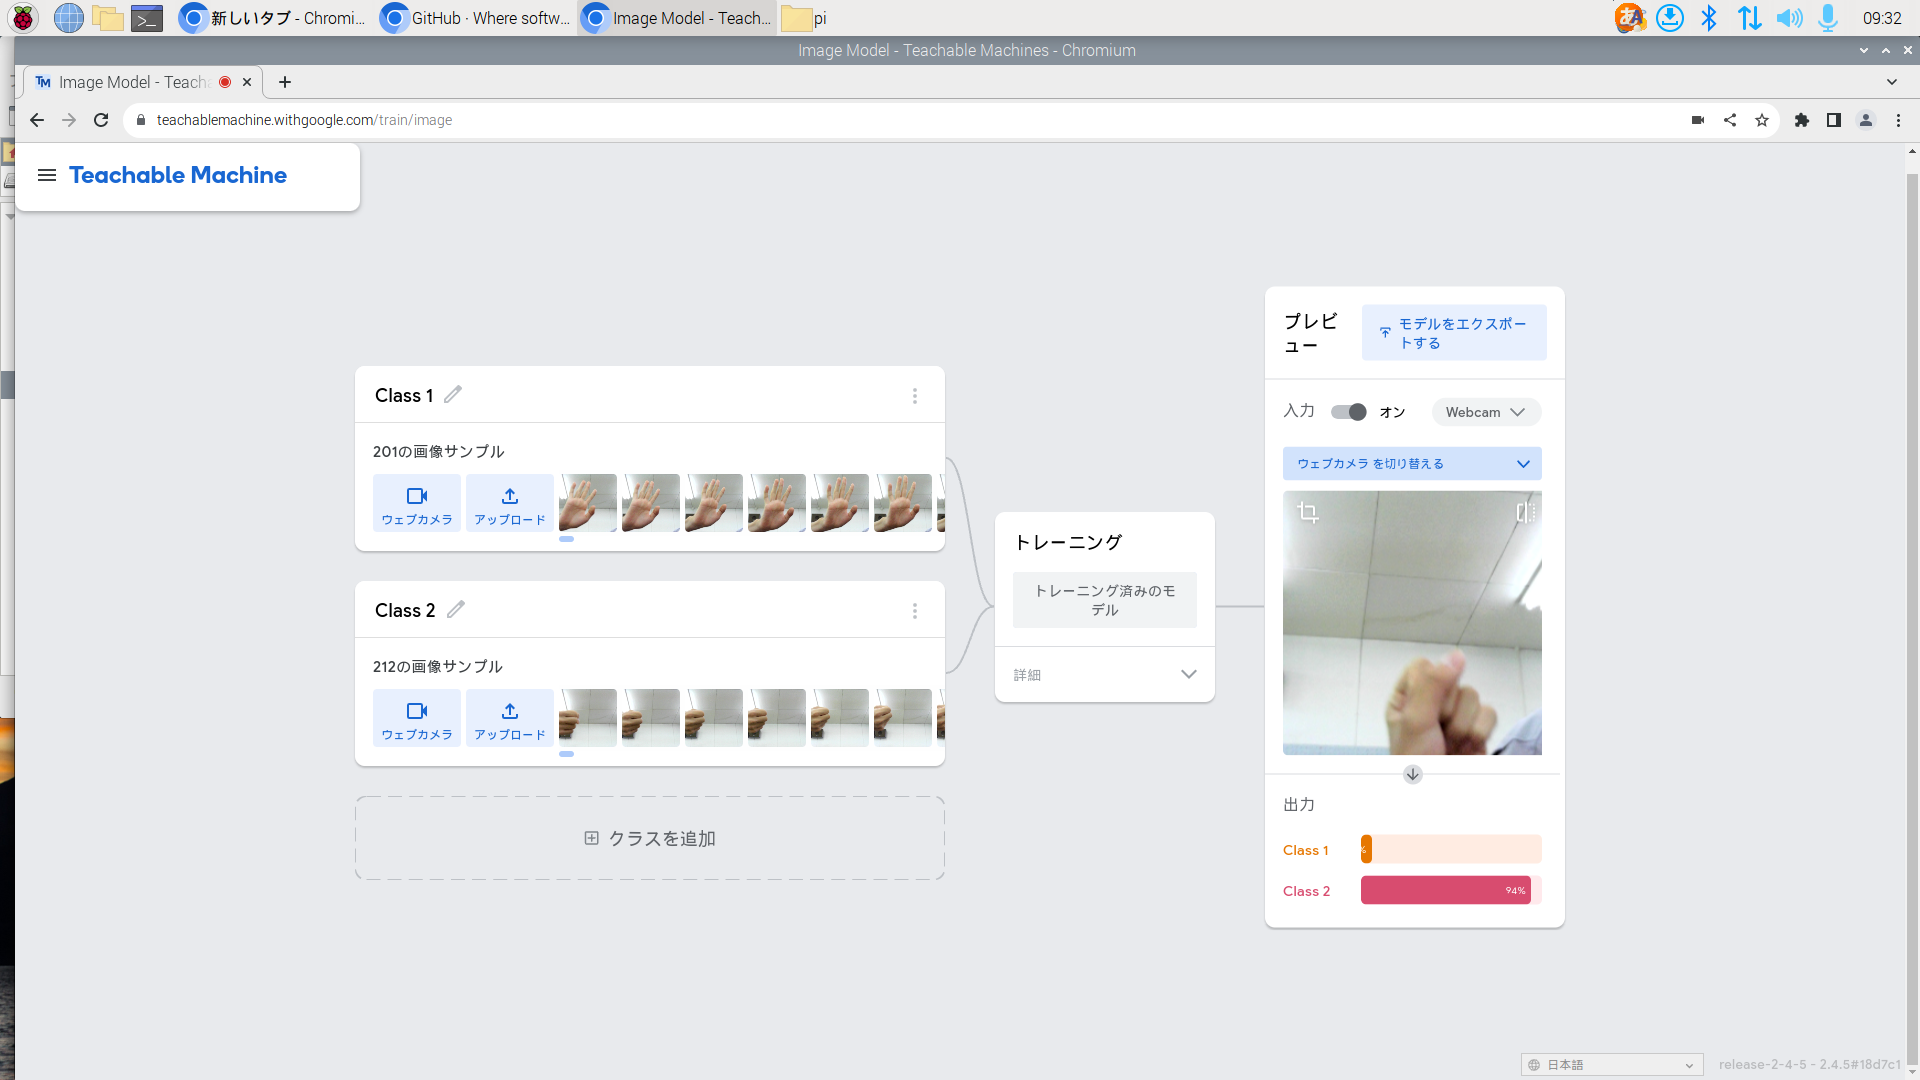 新しいタブ - Chromi...
GitHub · Where softw...
Image Model - Teach...
pi
09:32
Image Model - Teachable Machines - Chromium
Image Model - Teacha
teachablemachine.withgoogle.com/train/image
Teachable Machine
Class 1
201の画像サンプル
ウェブカメラ
アップロード
Class 2
212の画像サンプル
ウェブカメラ
アップロード
クラスを追加
トレーニング
トレーニング済みのモ
デル
詳細
プレビ
ュー
モデルをエクスポー
トする
入力
オン
Webcam
ウェブカメラ を切り替える
出力
Class 1
%
Class 2
94%
日本語
release-2-4-5 - 2.4.5#18d7c1